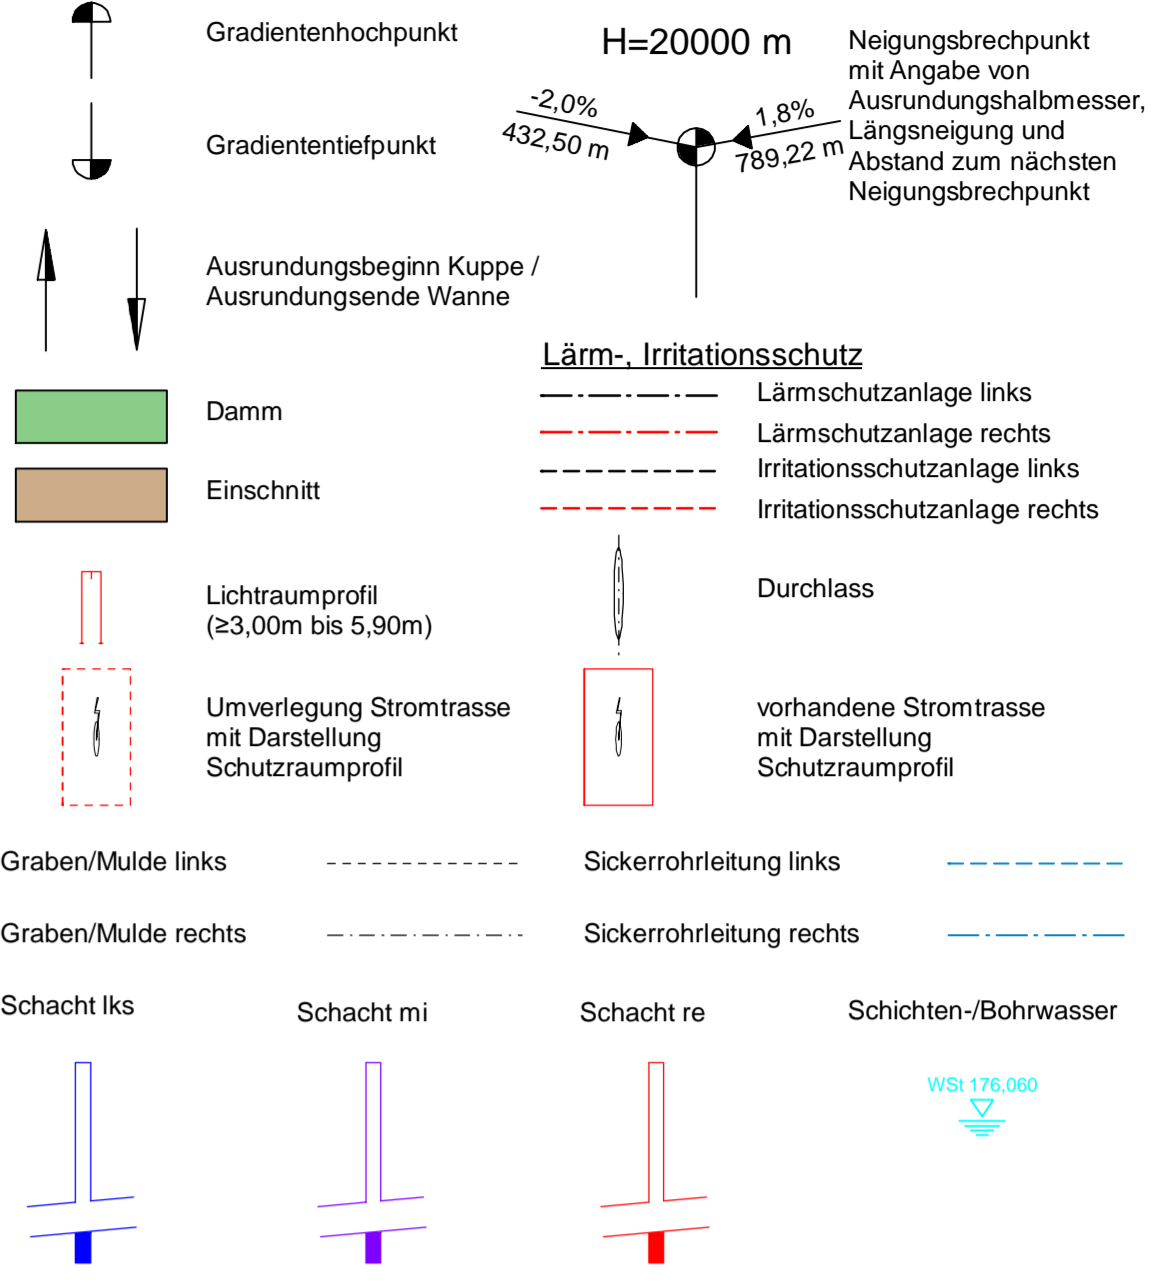 Gradientenhochpunkt
H=20000 m
Neigungsbrechpunkt
mit Angabe von
Ausrundungshalbmesser,
Längsneigung und
Abstand zum nächsten
Neigungsbrechpunkt
-2,0%
432,50 m
1,8%
789,22 m
Gradiententiefpunkt
Ausrundungsbeginn Kuppe /
Ausrundungsende Wanne
Lärm-, Irritationsschutz
Damm
Lärmschutzanlage links
Lärmschutzanlage rechts
Einschnitt
Irritationsschutzanlage links
Irritationsschutzanlage rechts
Lichtraumprofil
(≥3,00m bis 5,90m)
Durchlass
Umverlegung Stromtrasse
mit Darstellung
Schutzraumprofil
vorhandene Stromtrasse
mit Darstellung
Schutzraumprofil
Graben/Mulde links
Sickerrohrleitung links
Graben/Mulde rechts
Sickerrohrleitung rechts
Schacht lks
Schacht mi
Schacht re
Schichten-/Bohrwasser
WSt 176,060